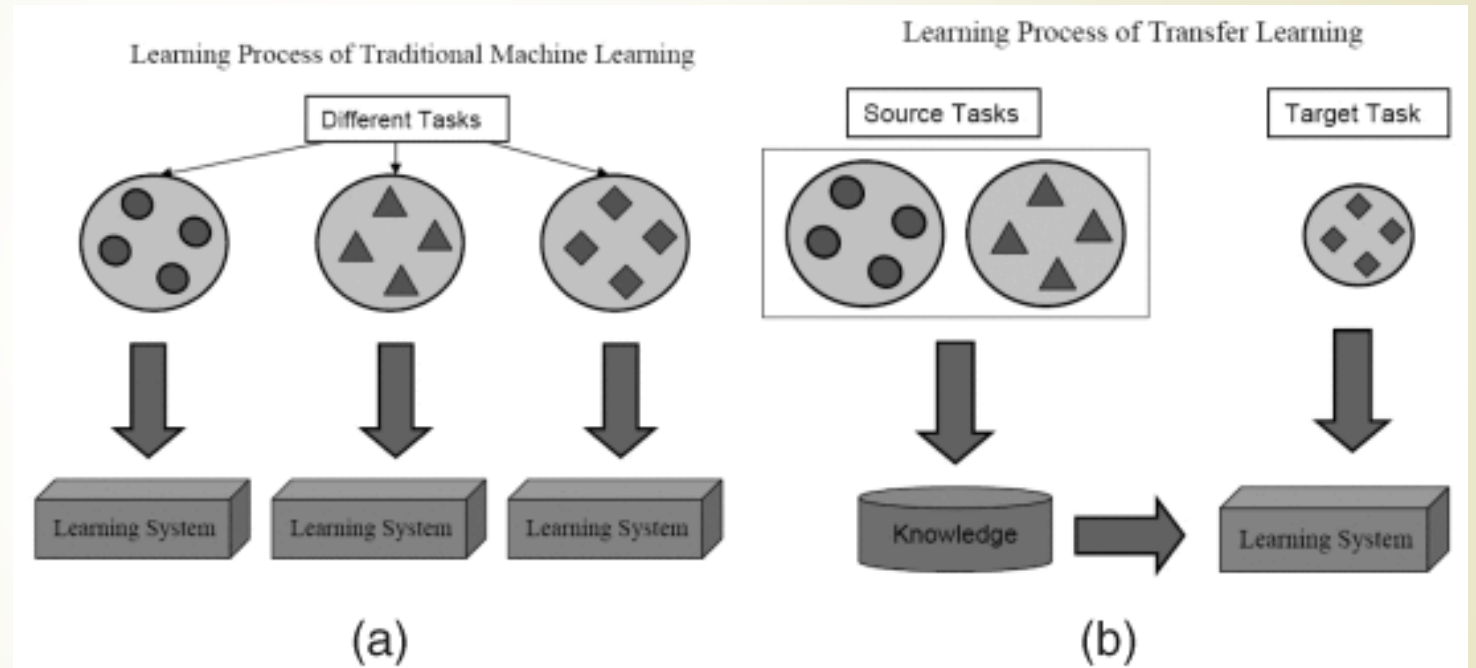 Learning Process of Traditional Machine Learning
Different Tasks
Learning System
Learning System
Learning System
(a)
Learning Process of Transfer Learning
Source Tasks
Target Task
Knowledge
Learning System
(b)